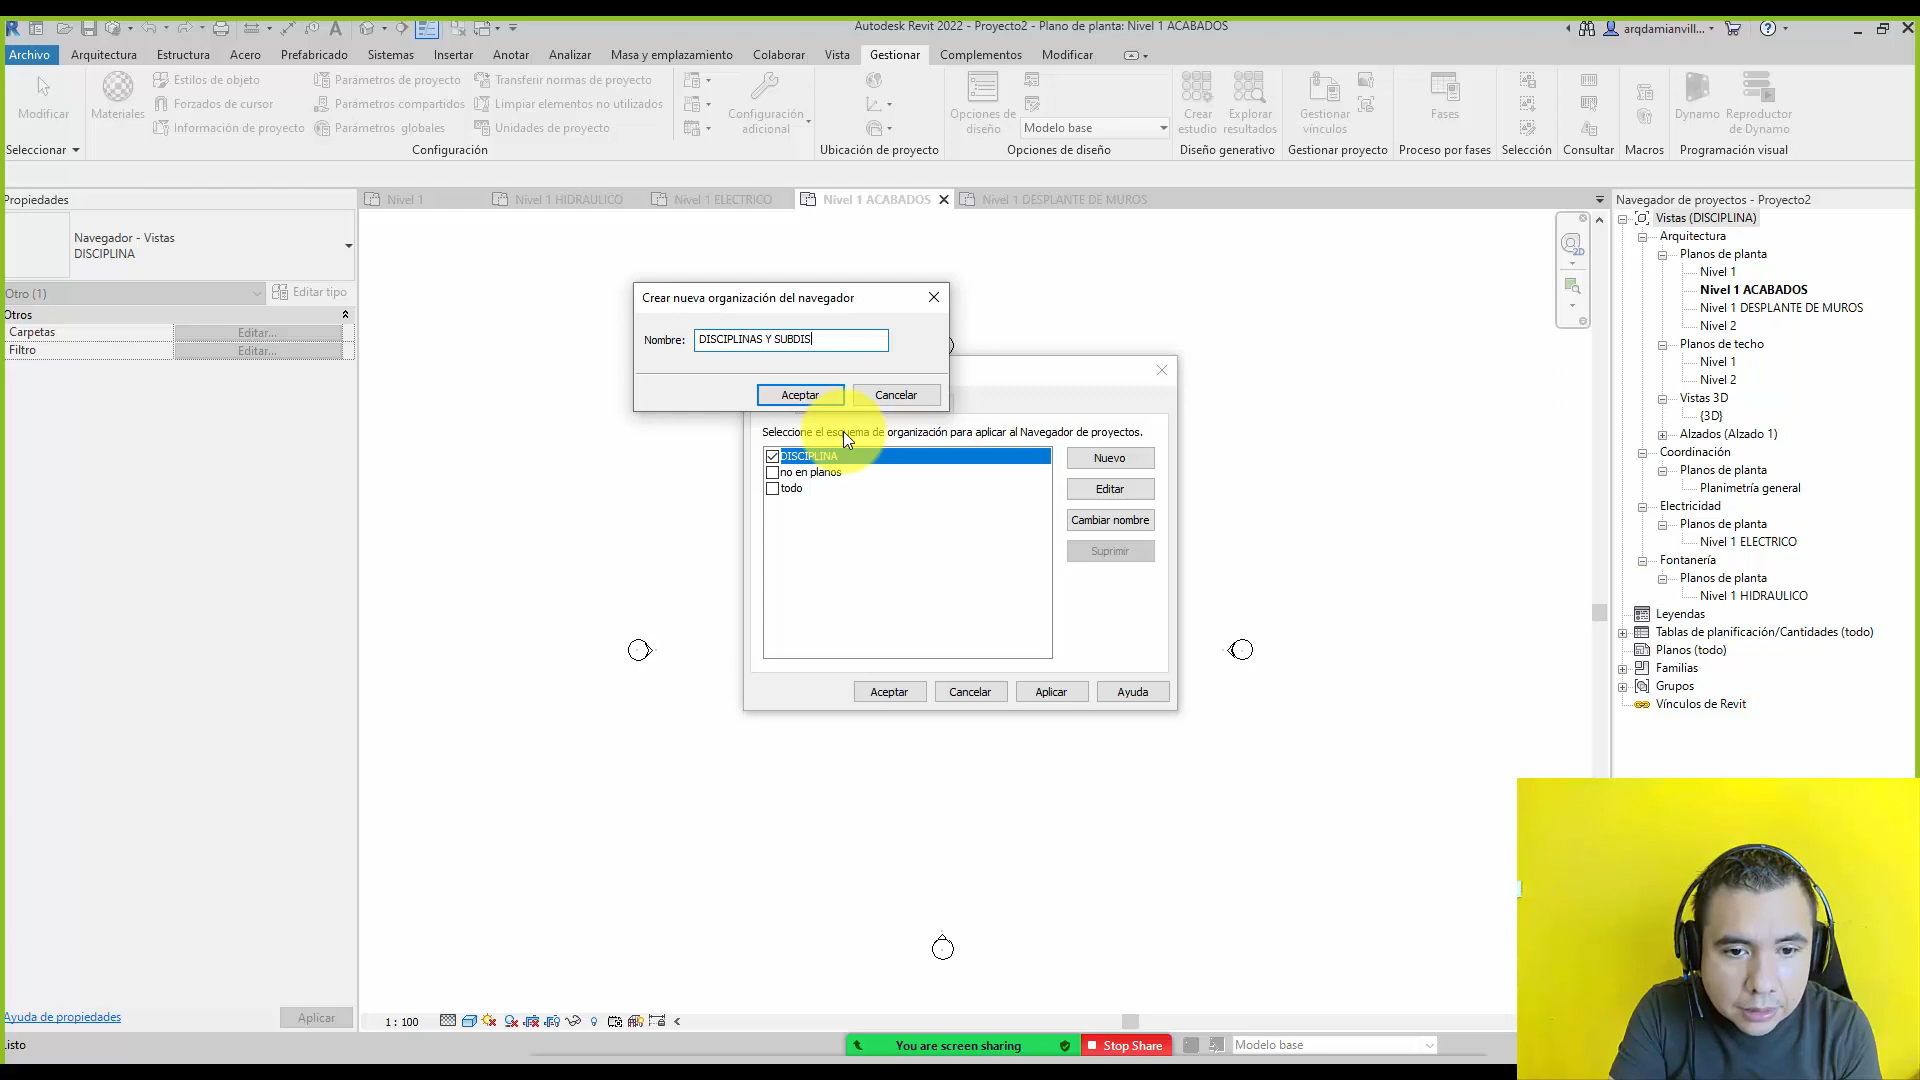 Autodesk Revit 2022 - Proyecto2 - Plano de planta: Nivel 1 ACABADOS
arqdamianvill...
Archivo Arquitectura Estructura Acero Prefabricado Sistemas Insertar Anotar Analizar Masa y emplazamiento Colaborar Vista Gestionar Complementos Modificar
Modificar
Materiales
Estilos de objeto
Forzados de cursor
Información de proyecto
Parámetros de proyecto
Parámetros compartidos
Parámetros globales
Transferir normas de proyecto
Limpiar elementos no utilizados
Unidades de proyecto
Configuración
adicional
Opciones de
diseño
Modelo base
Crear
estudio
Explorar
resultados
Gestionar
vínculos
Fases
Dynamo
Reproductor
de Dynamo
Seleccionar Configuración Ubicación de proyecto Opciones de diseño Diseño generativo Gestionar proyecto Proceso por fases Selección Consultar Macros Programación visual
Propiedades
Navegador - Vistas
DISCIPLINA
Otro (1)
Editar tipo
Otros
Carpetas Editar...
Filtro Editar...
Ayuda de propiedades
Aplicar
Nivel 1 Nivel 1 HIDRAULICO Nivel 1 ELECTRICO Nivel 1 ACABADOS Nivel 1 DESPLANTE DE MUROS
2D
Crear nueva organización del navegador
Nombre: DISCIPLINAS Y SUBDIS
Aceptar Cancelar
Seleccione el esquema de organización para aplicar al Navegador de proyectos.
DISCIPLINA
no en planos
todo
Nuevo
Editar
Cambiar nombre
Suprimir
Aceptar Cancelar Aplicar Ayuda
Navegador de proyectos - Proyecto2
Vistas (DISCIPLINA)
Arquitectura
Planos de planta
Nivel 1
Nivel 1 ACABADOS
Nivel 1 DESPLANTE DE MUROS
Nivel 2
Planos de techo
Nivel 1
Nivel 2
Vistas 3D
{3D}
Alzados (Alzado 1)
Coordinación
Planos de planta
Planimetría general
Electricidad
Planos de planta
Nivel 1 ELECTRICO
Fontanería
Planos de planta
Nivel 1 HIDRAULICO
Leyendas
Tablas de planificación/Cantidades (todo)
Planos (todo)
Familias
Grupos
Vínculos de Revit
1 : 100
You are screen sharing
Stop Share
Modelo base